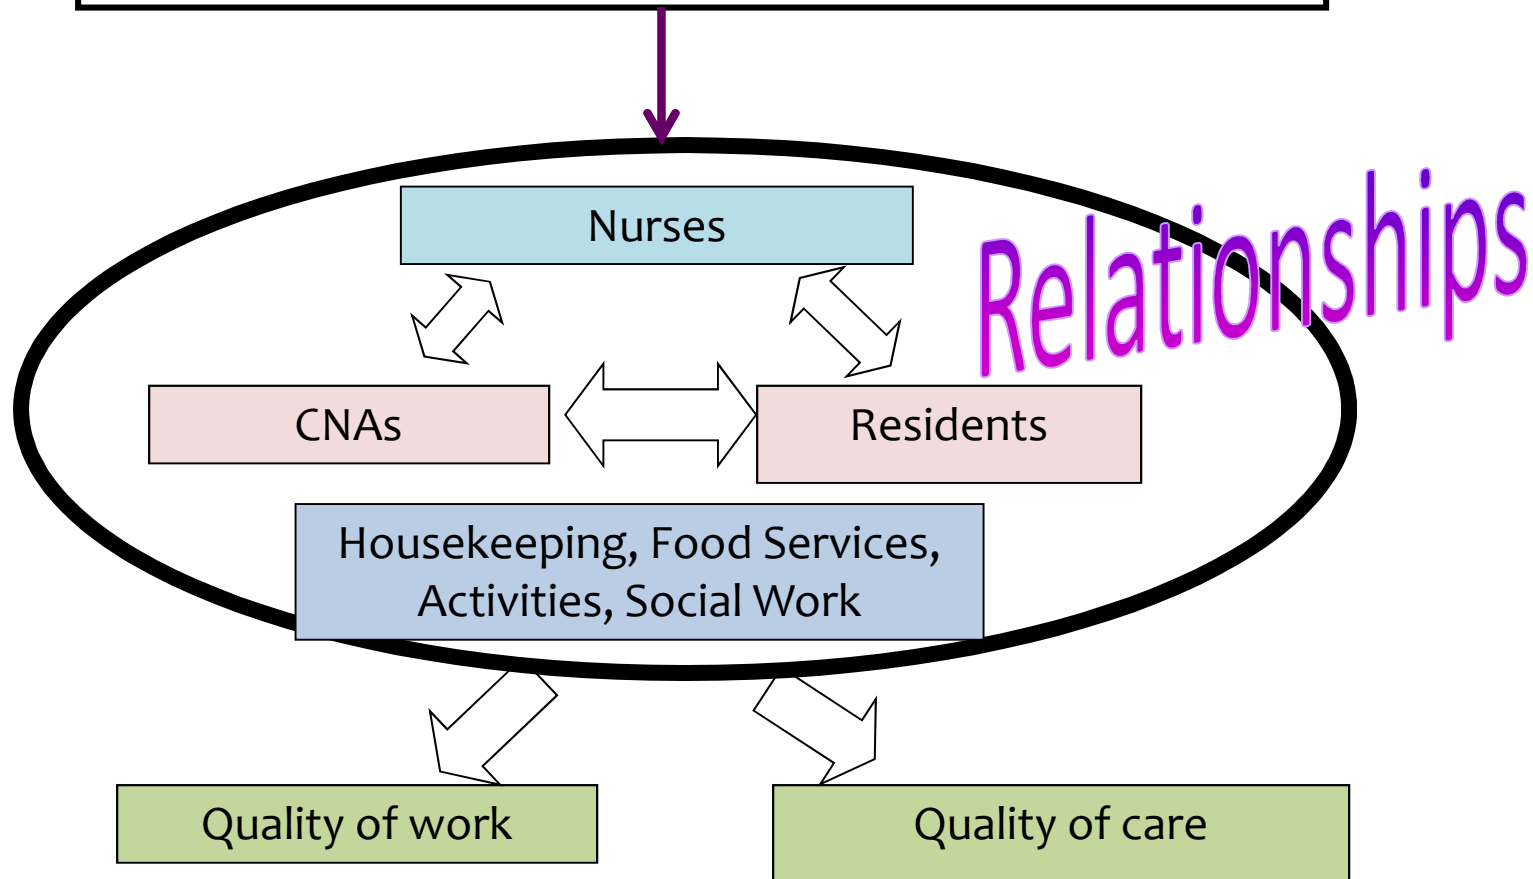 Nurses
Relationships
CNAs
Residents
Housekeeping, Food Services,
Activities, Social Work
Quality of work
Quality of care